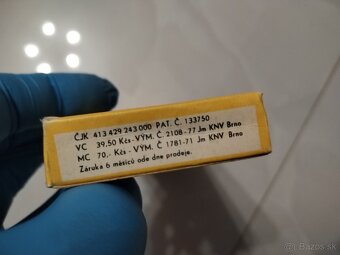 ČJK 413 429 243 000 PAT. Č. 133750
VC 39,50 Kčs - VÝM. Č 2108-77 Jm KNV Brno
MC 70,- Kčs - VÝM. Č 1781-71 Jm KNV Brno
Záruka 6 měsíců ode dne prodeje.
Bazos.sk